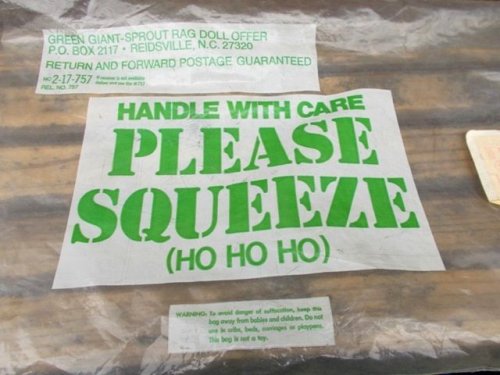 GREEN GIANT-SPROUT RAG DOLL OFFER
P.O. BOX 2117 • REIDSVILLE, N.C. 27320
RETURN AND FORWARD POSTAGE GUARANTEED
NO 2-17-757
REL. NO. 757
HANDLE WITH CARE
PLEASE
SQUEEZE
(HO HO HO)
WARNING: To avoid danger of suffocation, keep this
bag away from babies and children. Do not
use in cribs, beds, carriages or playpens.
This bag is not a toy.